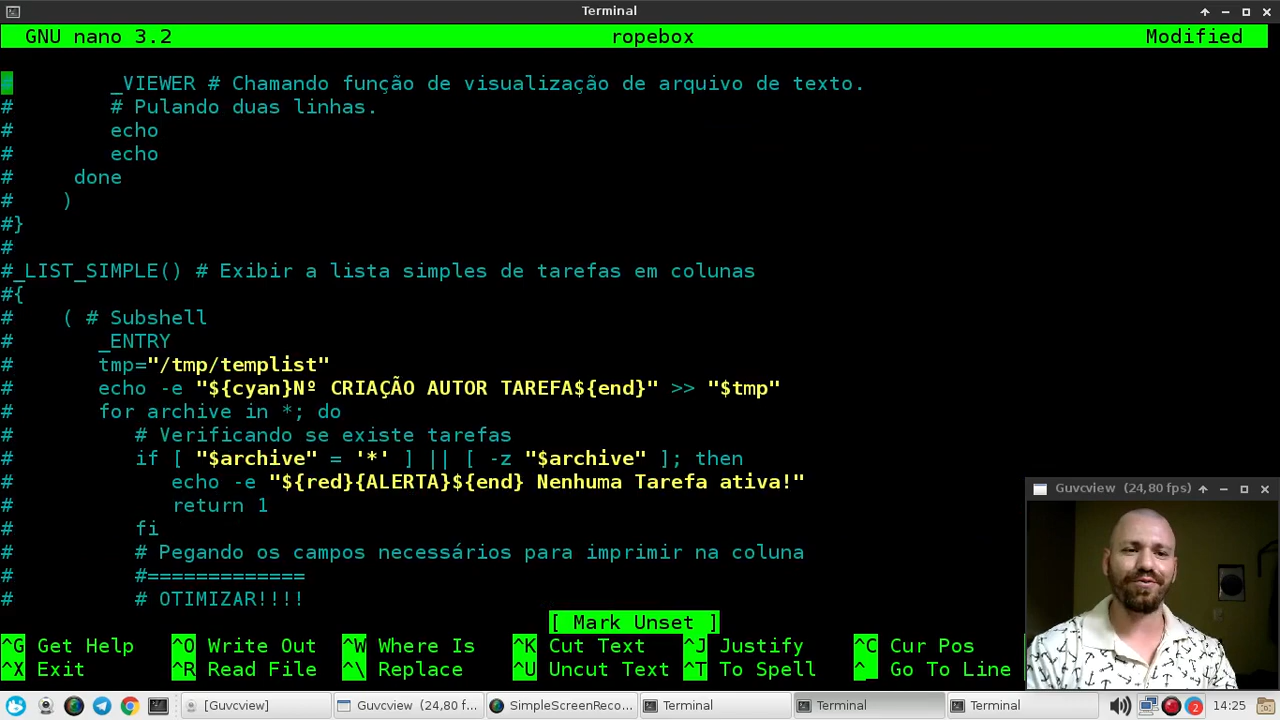 Terminal
GNU nano 3.2 ropebox Modified
# _VIEWER # Chamando função de visualização de arquivo de texto.
# # Pulando duas linhas.
# echo
# echo
# done
# )
#}
#
#_LIST_SIMPLE() # Exibir a lista simples de tarefas em colunas
#{
# ( # Subshell
# _ENTRY
# tmp="/tmp/templist"
# echo -e "${cyan}Nº CRIAÇÃO AUTOR TAREFA${end}" >> "$tmp"
# for archive in *; do
# # Verificando se existe tarefas
# if [ "$archive" = '*' ] || [ -z "$archive" ]; then
# echo -e "${red}{ALERTA}${end} Nenhuma Tarefa ativa!"
# return 1
# fi
# # Pegando os campos necessários para imprimir na coluna
# #=============
# # OTIMIZAR!!!!
[ Mark Unset ]
^G Get Help ^O Write Out ^W Where Is ^K Cut Text ^J Justify ^C Cur Pos
^X Exit ^R Read File ^\ Replace ^U Uncut Text ^T To Spell ^_ Go To Line
Guvcview (24,80 fps)
[Guvcview] Guvcview (24,80 fp... SimpleScreenReco... Terminal Terminal Terminal 2 14:25